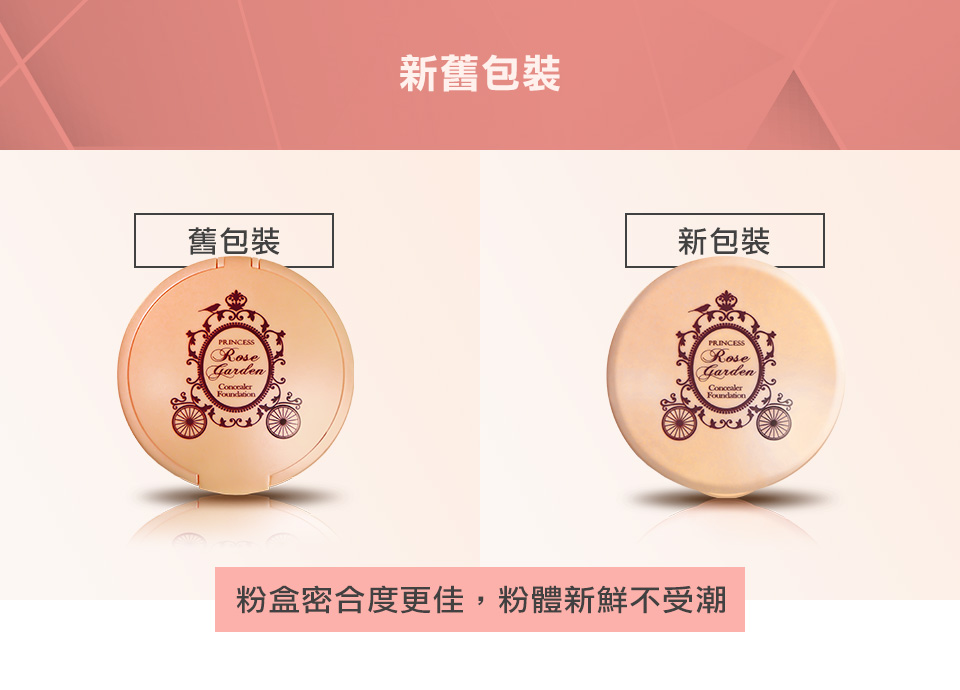 新舊包裝
舊包裝
PRINCESS
Rose
Garden
Concealer
Foundation
新包裝
PRINCESS
Rose
Garden
Concealer
Foundation
粉盒密合度更佳，粉體新鮮不受潮